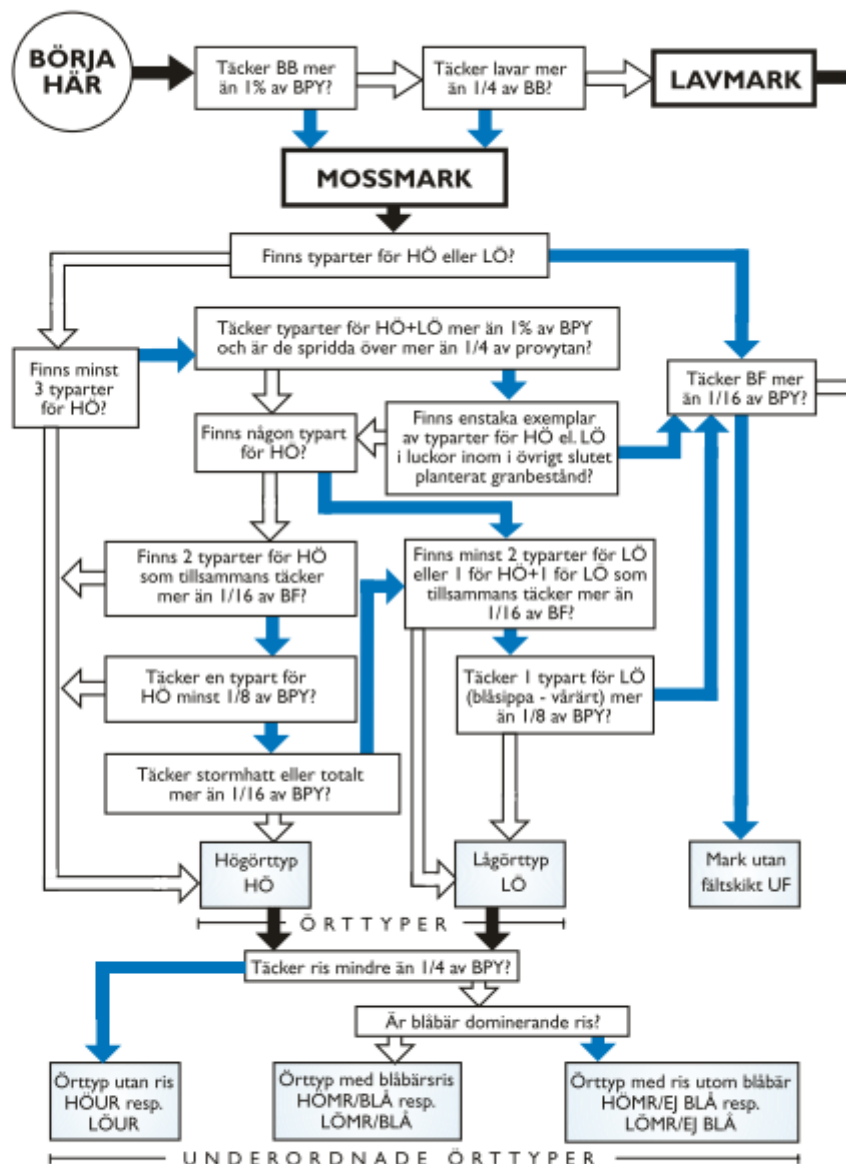 BÖRJA
HÄR
Täcker BB mer
än 1% av BPY?
Täcker lavar mer
än 1/4 av BB?
LAVMARK
MOSSMARK
Finns typarter för HÖ eller LÖ?
Täcker typarter för HÖ+LÖ mer än 1% av BPY
och är de spridda över mer än 1/4 av provytan?
Finns minst
3 typarter
för HÖ?
Täcker BF mer
än 1/16 av BPY?
Finns någon typart
för HÖ?
Finns enstaka exemplar
av typarter för HÖ el. LÖ
i luckor inom i övrigt slutet
planterat granbestånd?
Finns 2 typarter för HÖ
som tillsammans täcker
mer än 1/16 av BF?
Finns minst 2 typarter för LÖ
eller 1 för HÖ+1 för LÖ som
tillsammans täcker mer än
1/16 av BF?
Täcker en typart för
HÖ minst 1/8 av BPY?
Täcker 1 typart för LÖ
(blåsippa - vårärt) mer
än 1/8 av BPY?
Täcker stormhatt eller totalt
mer än 1/16 av BPY?
Högörttyp
HÖ
Lågörttyp
LÖ
Mark utan
fältskikt UF
ÖRTTYPER
Täcker ris mindre än 1/4 av BPY?
Är blåbär dominerande ris?
Örttyp utan ris
HÖUR resp.
LÖUR
Örttyp med blåbärsris
HÖMR/BLÅ resp.
LÖMR/BLÅ
Örttyp med ris utom blåbär
HÖMR/EJ BLÅ resp.
LÖMR/EJ BLÅ
UNDERORDNADE ÖRTTYPER